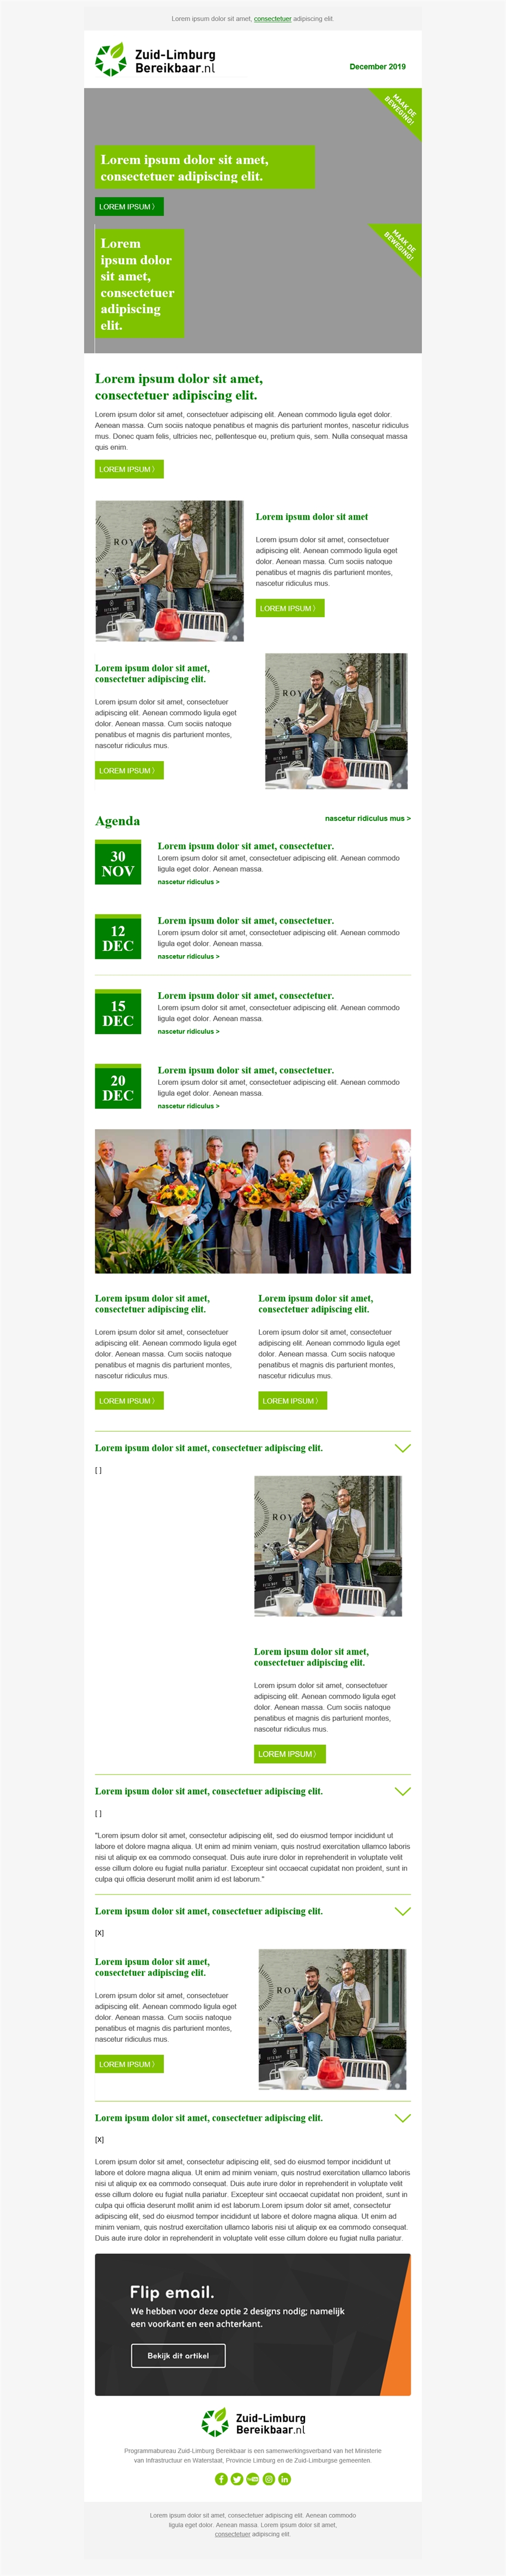 Lorem ipsum dolor sit amet, consectetuer adipiscing elit.
Zuid-Limburg
Bereikbaar.nl
December 2019
MAAK DE
BEWEGING!
Lorem ipsum dolor sit amet,
consectetuer adipiscing elit.
LOREM IPSUM 〉
MAAK DE
BEWEGING!
Lorem
ipsum dolor
sit amet,
consectetuer
adipiscing
elit.
Lorem ipsum dolor sit amet,
consectetuer adipiscing elit.
Lorem ipsum dolor sit amet, consectetuer adipiscing elit. Aenean commodo ligula eget dolor.
Aenean massa. Cum sociis natoque penatibus et magnis dis parturient montes, nascetur ridiculus
mus. Donec quam felis, ultricies nec, pellentesque eu, pretium quis, sem. Nulla consequat massa
quis enim.
LOREM IPSUM 〉
ROY
Lorem ipsum dolor sit amet
Lorem ipsum dolor sit amet, consectetuer
adipiscing elit. Aenean commodo ligula eget
dolor. Aenean massa. Cum sociis natoque
penatibus et magnis dis parturient montes,
nascetur ridiculus mus.
LOREM IPSUM 〉
Lorem ipsum dolor sit amet,
consectetuer adipiscing elit.
Lorem ipsum dolor sit amet, consectetuer
adipiscing elit. Aenean commodo ligula eget
dolor. Aenean massa. Cum sociis natoque
penatibus et magnis dis parturient montes,
nascetur ridiculus mus.
LOREM IPSUM 〉
ROY
Agenda
nascetur ridiculus mus >
30
NOV
Lorem ipsum dolor sit amet, consectetuer.
Lorem ipsum dolor sit amet, consectetuer adipiscing elit. Aenean commodo
ligula eget dolor. Aenean massa.
nascetur ridiculus >
12
DEC
Lorem ipsum dolor sit amet, consectetuer.
Lorem ipsum dolor sit amet, consectetuer adipiscing elit. Aenean commodo
ligula eget dolor. Aenean massa.
nascetur ridiculus >
15
DEC
Lorem ipsum dolor sit amet, consectetuer.
Lorem ipsum dolor sit amet, consectetuer adipiscing elit. Aenean commodo
ligula eget dolor. Aenean massa.
nascetur ridiculus >
20
DEC
Lorem ipsum dolor sit amet, consectetuer.
Lorem ipsum dolor sit amet, consectetuer adipiscing elit. Aenean commodo
ligula eget dolor. Aenean massa.
nascetur ridiculus >
Lorem ipsum dolor sit amet,
consectetuer adipiscing elit.
Lorem ipsum dolor sit amet, consectetuer
adipiscing elit. Aenean commodo ligula eget
dolor. Aenean massa. Cum sociis natoque
penatibus et magnis dis parturient montes,
nascetur ridiculus mus.
LOREM IPSUM 〉
Lorem ipsum dolor sit amet,
consectetuer adipiscing elit.
Lorem ipsum dolor sit amet, consectetuer
adipiscing elit. Aenean commodo ligula eget
dolor. Aenean massa. Cum sociis natoque
penatibus et magnis dis parturient montes,
nascetur ridiculus mus.
LOREM IPSUM 〉
Lorem ipsum dolor sit amet, consectetuer adipiscing elit.
[ ]
ROY
Lorem ipsum dolor sit amet,
consectetuer adipiscing elit.
Lorem ipsum dolor sit amet, consectetuer
adipiscing elit. Aenean commodo ligula eget
dolor. Aenean massa. Cum sociis natoque
penatibus et magnis dis parturient montes,
nascetur ridiculus mus.
LOREM IPSUM 〉
Lorem ipsum dolor sit amet, consectetuer adipiscing elit.
[ ]
"Lorem ipsum dolor sit amet, consectetur adipiscing elit, sed do eiusmod tempor incididunt ut
labore et dolore magna aliqua. Ut enim ad minim veniam, quis nostrud exercitation ullamco laboris
nisi ut aliquip ex ea commodo consequat. Duis aute irure dolor in reprehenderit in voluptate velit
esse cillum dolore eu fugiat nulla pariatur. Excepteur sint occaecat cupidatat non proident, sunt in
culpa qui officia deserunt mollit anim id est laborum."
Lorem ipsum dolor sit amet, consectetuer adipiscing elit.
[X]
Lorem ipsum dolor sit amet,
consectetuer adipiscing elit.
Lorem ipsum dolor sit amet, consectetuer
adipiscing elit. Aenean commodo ligula eget
dolor. Aenean massa. Cum sociis natoque
penatibus et magnis dis parturient montes,
nascetur ridiculus mus.
LOREM IPSUM 〉
ROY
Lorem ipsum dolor sit amet, consectetuer adipiscing elit.
[X]
Lorem ipsum dolor sit amet, consectetur adipiscing elit, sed do eiusmod tempor incididunt ut
labore et dolore magna aliqua. Ut enim ad minim veniam, quis nostrud exercitation ullamco laboris
nisi ut aliquip ex ea commodo consequat. Duis aute irure dolor in reprehenderit in voluptate velit
esse cillum dolore eu fugiat nulla pariatur. Excepteur sint occaecat cupidatat non proident, sunt in
culpa qui officia deserunt mollit anim id est laborum.Lorem ipsum dolor sit amet, consectetur
adipiscing elit, sed do eiusmod tempor incididunt ut labore et dolore magna aliqua. Ut enim ad
minim veniam, quis nostrud exercitation ullamco laboris nisi ut aliquip ex ea commodo consequat.
Duis aute irure dolor in reprehenderit in voluptate velit esse cillum dolore eu fugiat nulla pariatur.
Flip email.
We hebben voor deze optie 2 designs nodig; namelijk
een voorkant en een achterkant.
Bekijk dit artikel
Zuid-Limburg
Bereikbaar.nl
Programmabureau Zuid-Limburg Bereikbaar is een samenwerkingsverband van het Ministerie
van Infrastructuur en Waterstaat, Provincie Limburg en de Zuid-Limburgse gemeenten.
Lorem ipsum dolor sit amet, consectetuer adipiscing elit. Aenean commodo
ligula eget dolor. Aenean massa. Lorem ipsum dolor sit amet,
consectetuer adipiscing elit.